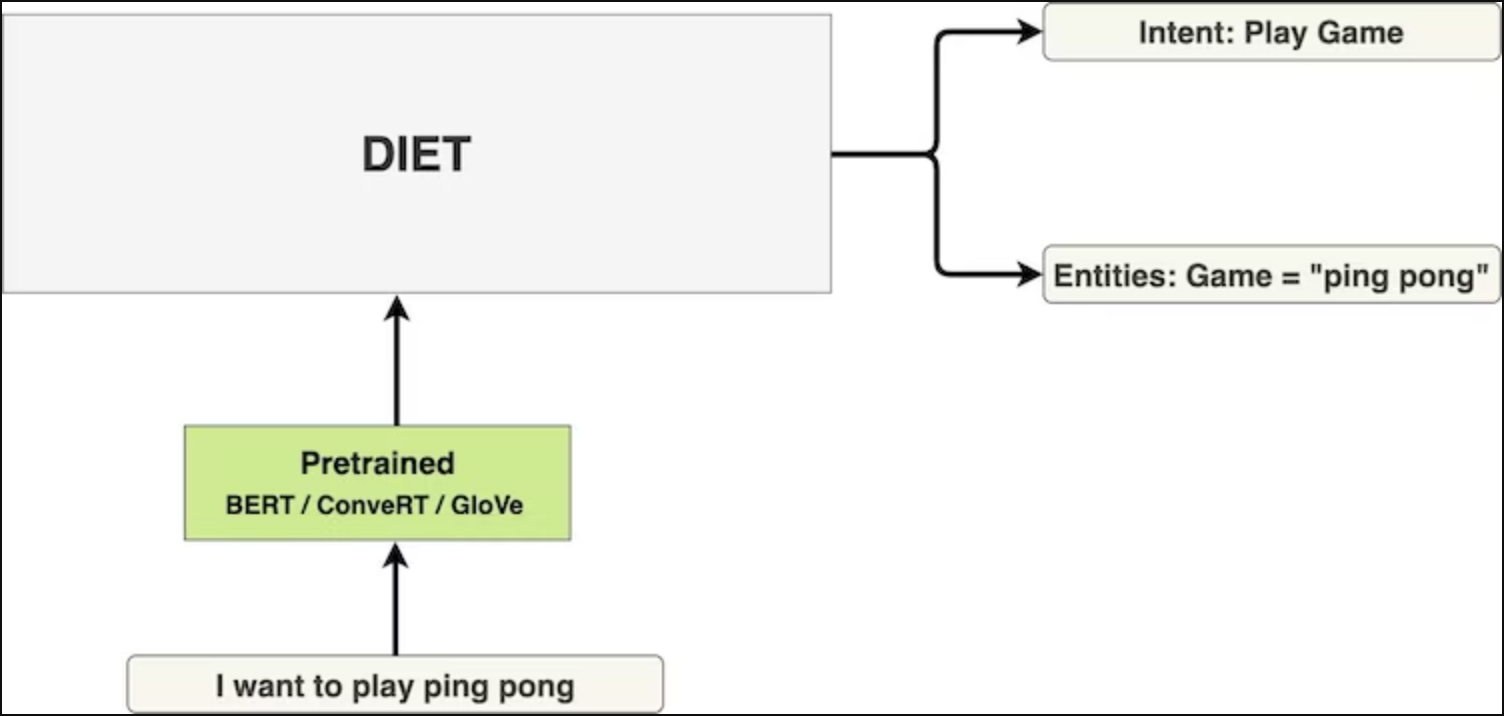 Intent: Play Game
DIET
Entities: Game = "ping pong"
Pretrained
BERT / ConveRT / GloVe
I want to play ping pong